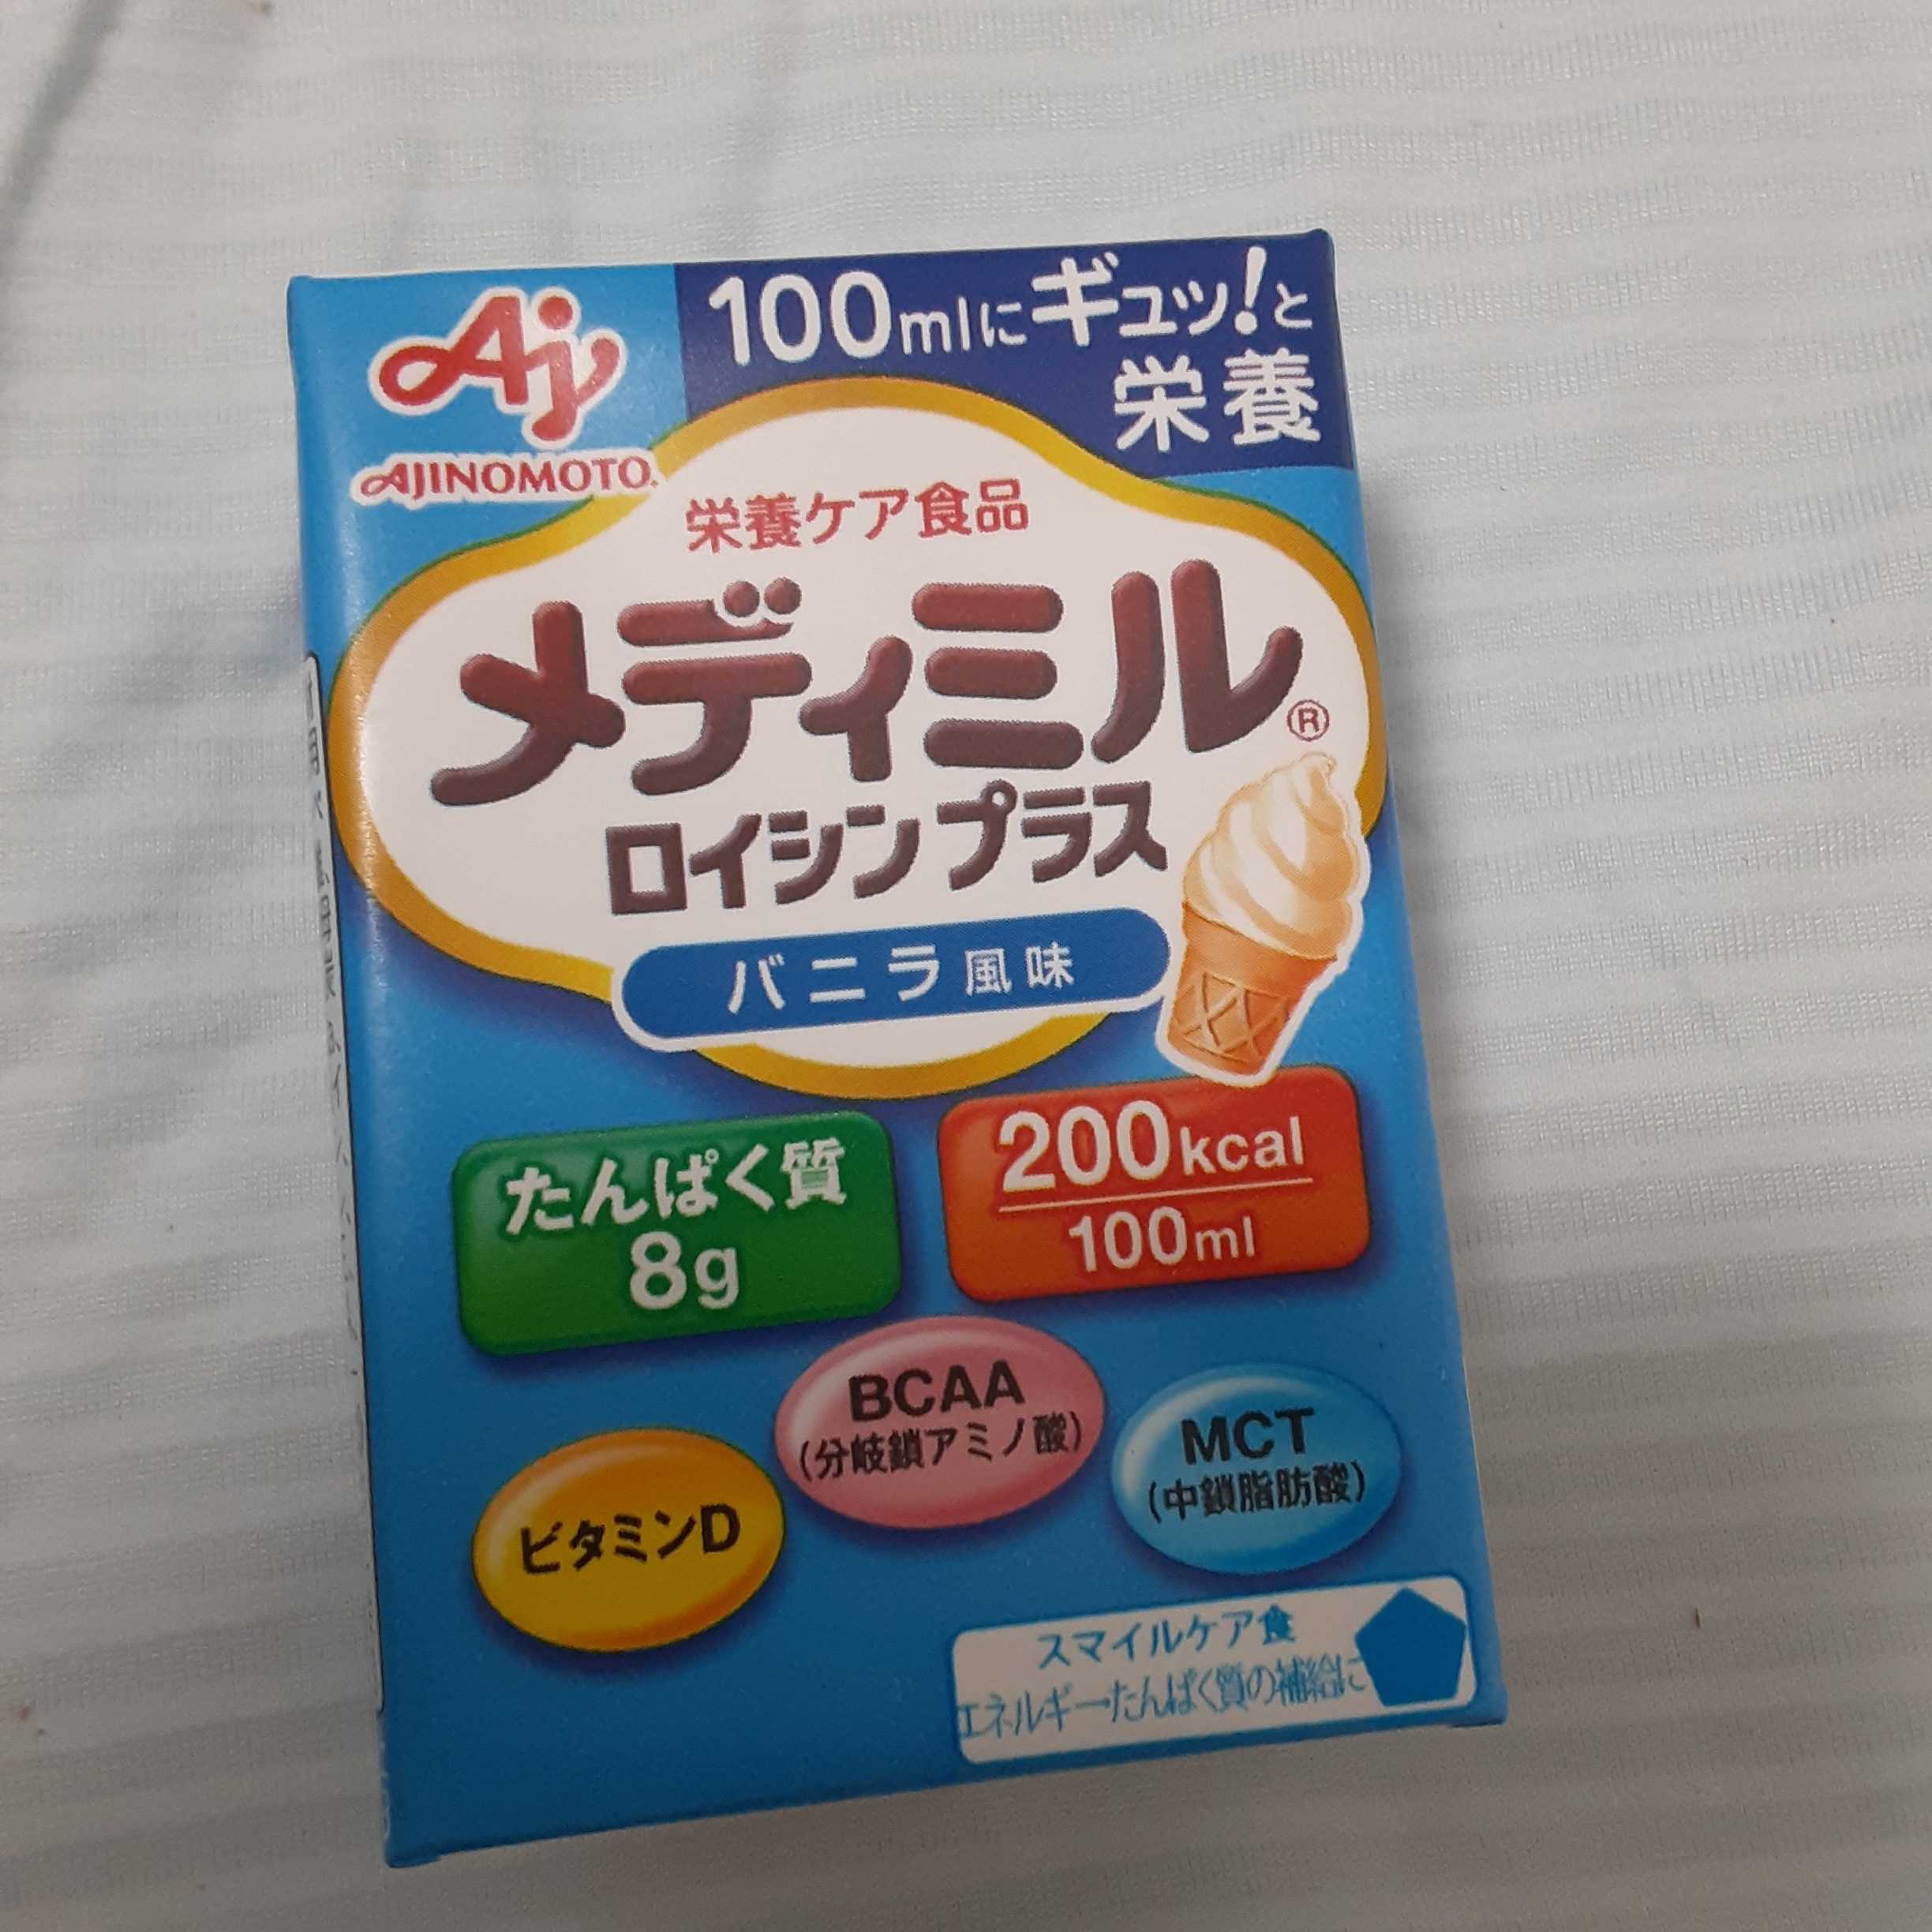 Aj
AJINOMOTO®
100mlにギュッ!と
栄養
栄養ケア食品
メディミル®
ロイシンプラス
バニラ風味
たんぱく質
8g
200kcal
100ml
BCAA
(分岐鎖アミノ酸)
MCT
(中鎖脂肪酸)
ビタミンD
スマイルケア食
エネルギー・たんぱく質の補給に